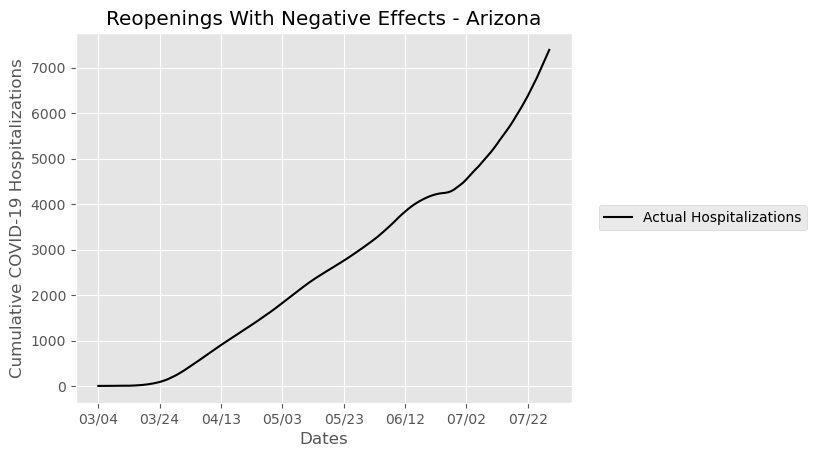 Reopenings With Negative Effects - Arizona
Cumulative COVID-19 Hospitalizations
7000
6000
5000
4000
3000
2000
1000
0
Actual Hospitalizations
03/04 03/24 04/13 05/03 05/23 06/12 07/02 07/22
Dates